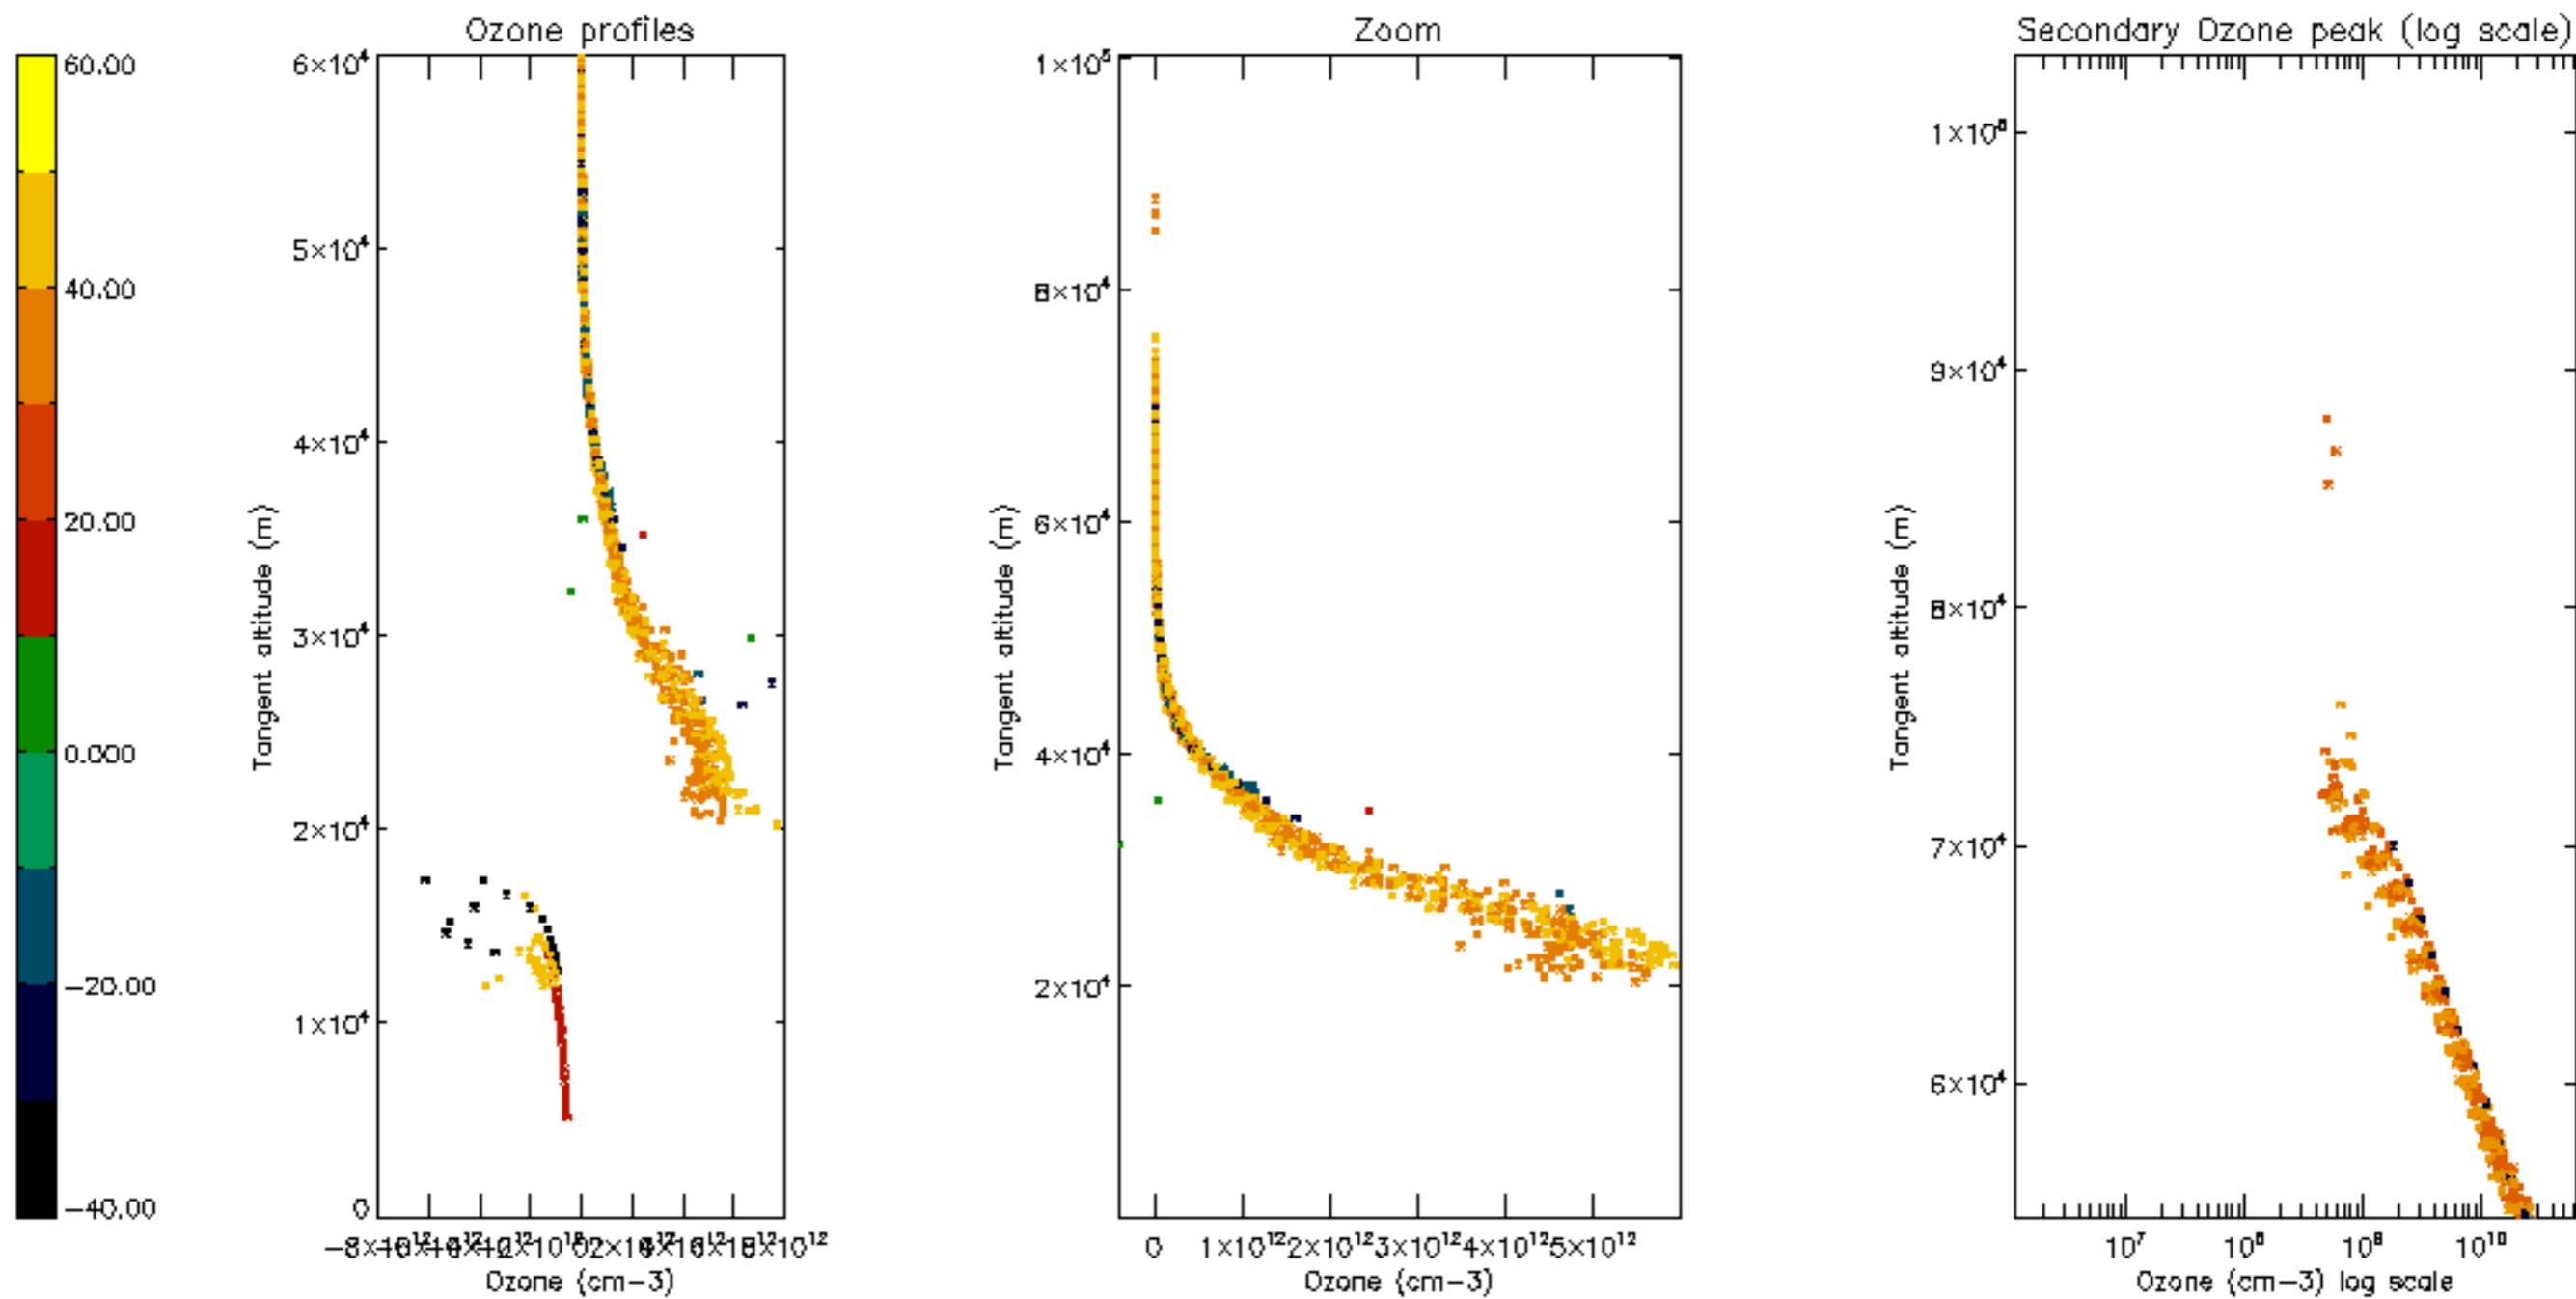 Ozone profiles
Zoom
Secondary Ozone peak (log scale)
60.00
40.00
20.00
0.000
−20.00
−40.00
6×10⁴
5×10⁴
4×10⁴
3×10⁴
2×10⁴
1×10⁴
0
Tangent altitude (m)
Ozone (cm−3)
1×10⁵
8×10⁴
6×10⁴
4×10⁴
2×10⁴
Tangent altitude (m)
0 1×10¹² 2×10¹² 3×10¹² 4×10¹² 5×10¹²
Ozone (cm−3)
9×10⁴
8×10⁴
7×10⁴
6×10⁴
Tangent altitude (m)
10⁷ 10⁸ 10⁹ 10¹⁰
Ozone (cm−3) log scale